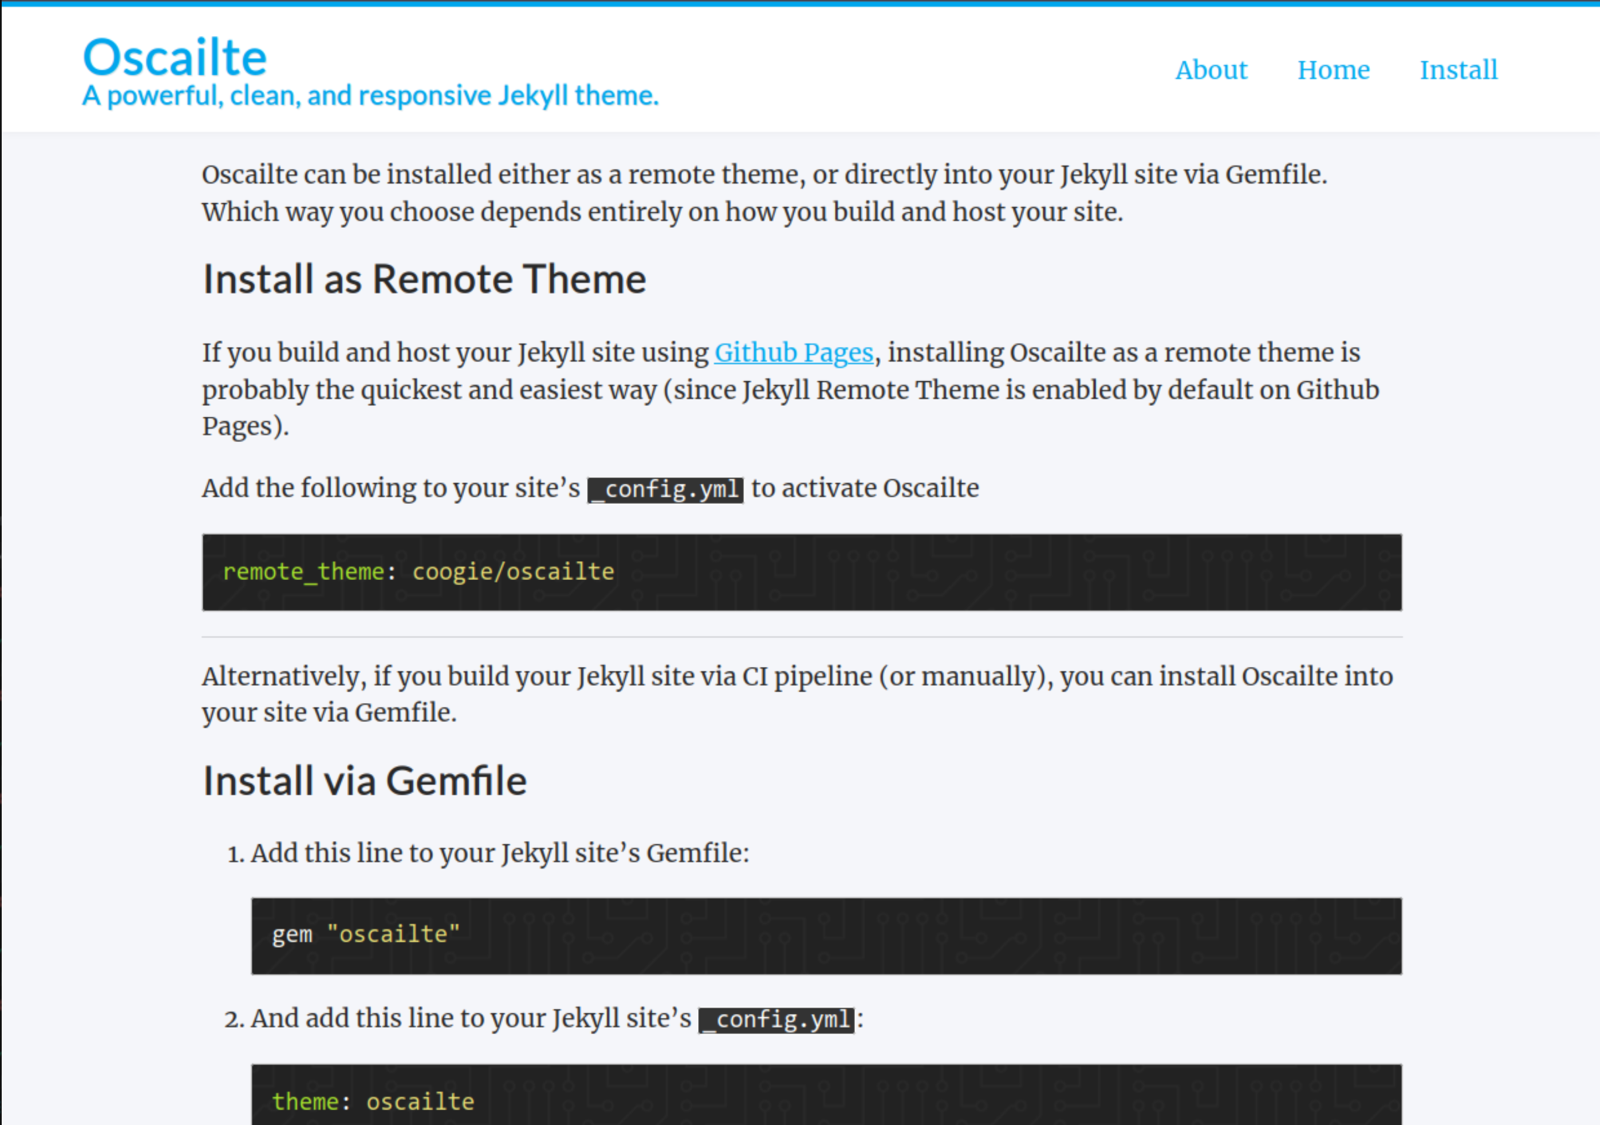 Oscailte
A powerful, clean, and responsive Jekyll theme.
About Home Install
Oscailte can be installed either as a remote theme, or directly into your Jekyll site via Gemfile.
Which way you choose depends entirely on how you build and host your site.
Install as Remote Theme
If you build and host your Jekyll site using Github Pages, installing Oscailte as a remote theme is
probably the quickest and easiest way (since Jekyll Remote Theme is enabled by default on Github
Pages).
Add the following to your site’s _config.yml to activate Oscailte
remote_theme: coogie/oscailte
Alternatively, if you build your Jekyll site via CI pipeline (or manually), you can install Oscailte into
your site via Gemfile.
Install via Gemfile
1. Add this line to your Jekyll site’s Gemfile:
gem "oscailte"
2. And add this line to your Jekyll site’s _config.yml:
theme: oscailte